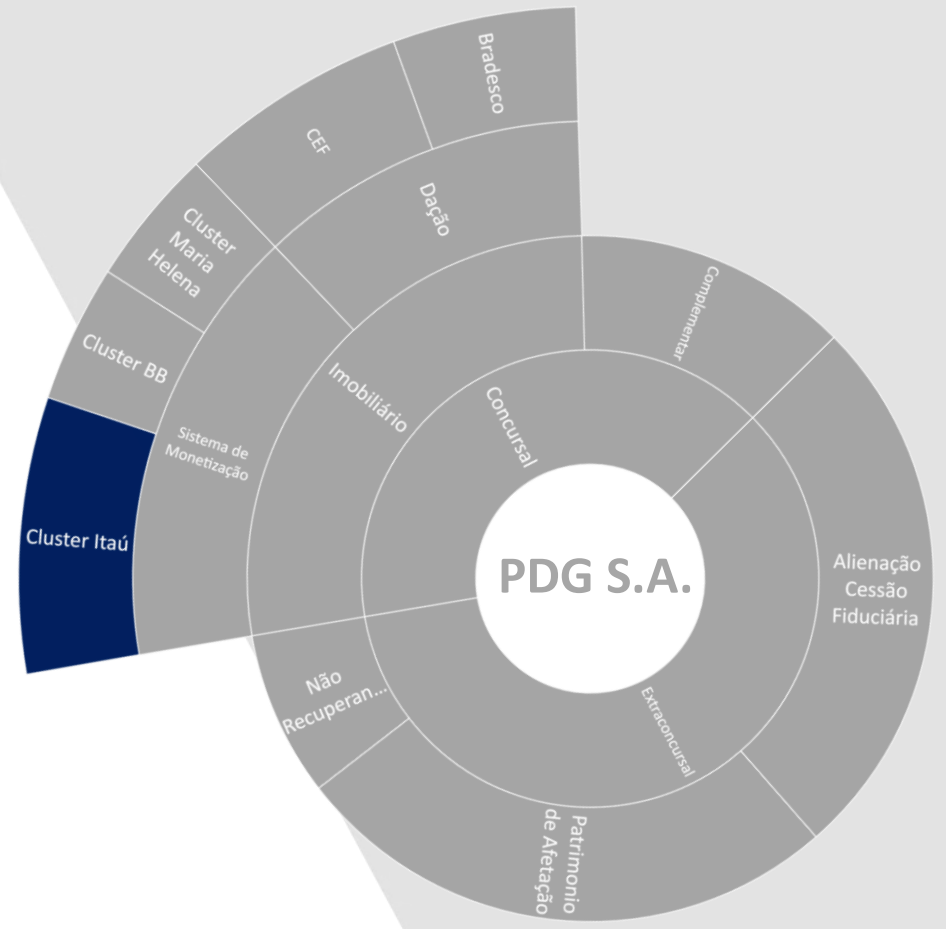 Bradesco
CEF
Cluster
Maria
Helena
Dação
Cluster BB
Complementar
Imobiliário
Concursal
Sistema de
Monetização
Cluster Itaú
PDG S.A.
Alienação
Cessão
Fiduciária
Não
Recuperan...
Extraconcursal
Patrimonio
de Afetação